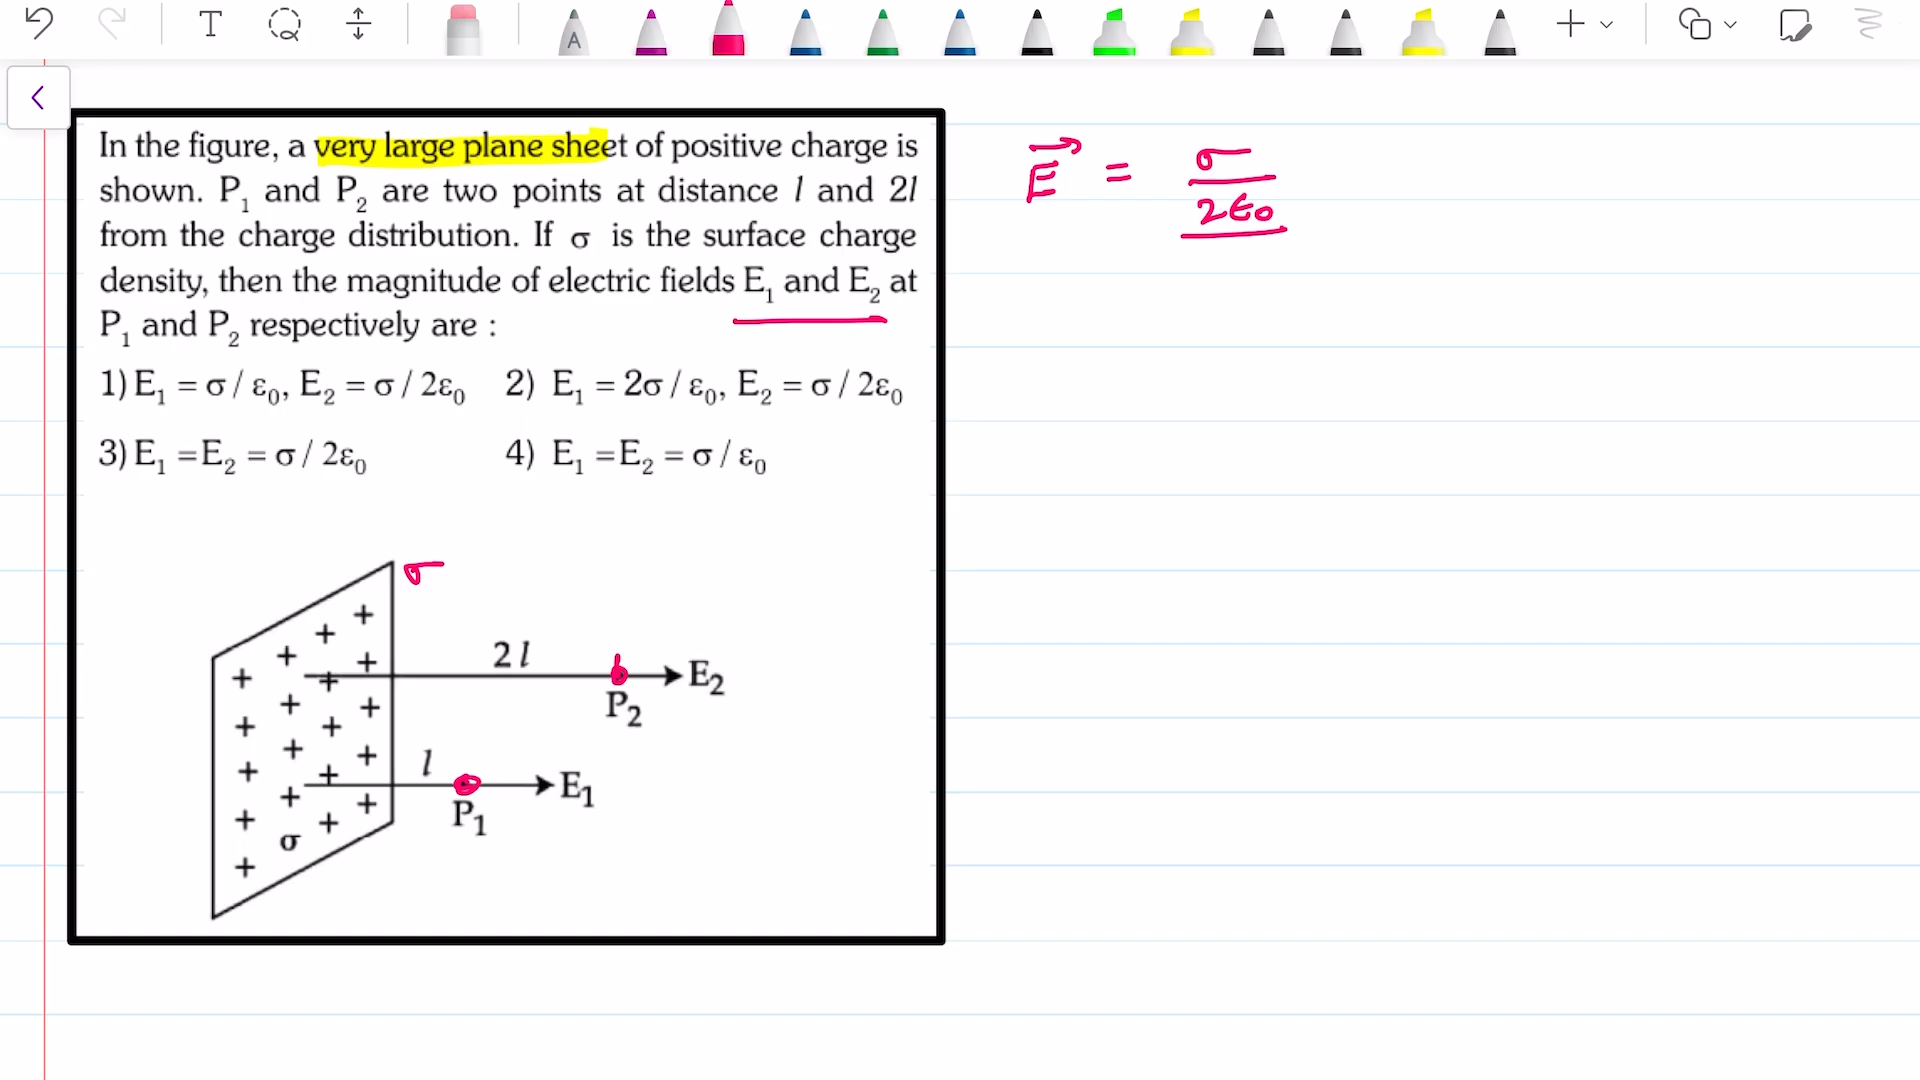 T
A
In the figure, a very large plane sheet of positive charge is
shown. P₁ and P₂ are two points at distance l and 2l
from the charge distribution. If σ is the surface charge
density, then the magnitude of electric fields E₁ and E₂ at
P₁ and P₂ respectively are :
1) E₁ = σ / ε₀, E₂ = σ / 2ε₀ 2) E₁ = 2σ / ε₀, E₂ = σ / 2ε₀
3) E₁ = E₂ = σ / 2ε₀ 4) E₁ = E₂ = σ / ε₀
σ
2l
E₂
P₂
l
E₁
P₁
σ
E⃗ = σ / 2ε₀